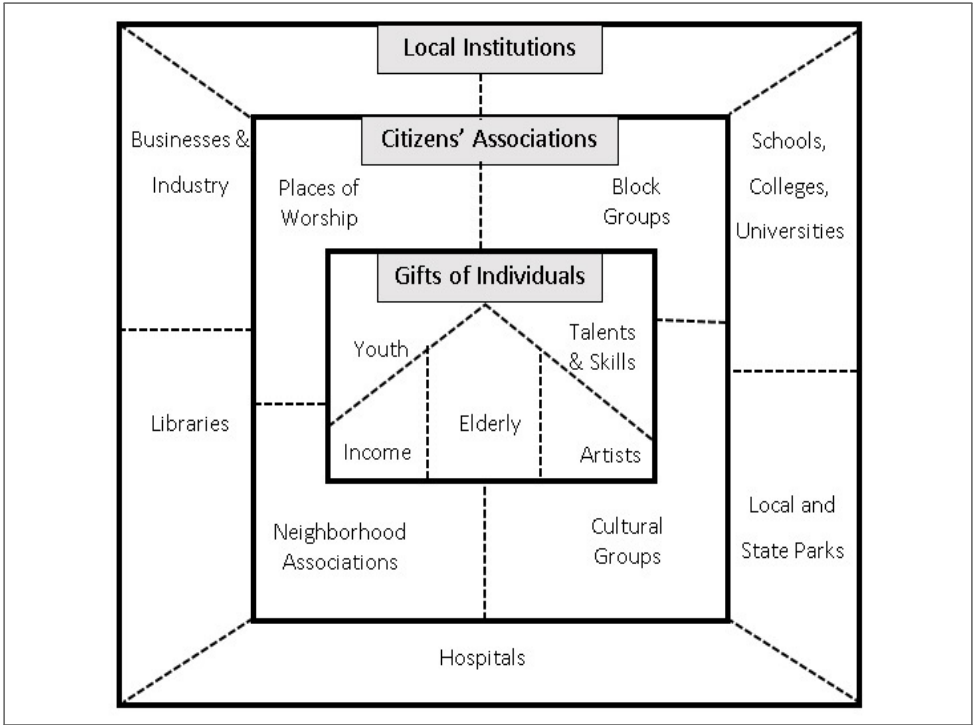 Local Institutions
Businesses &
Industry
Schools,
Colleges,
Universities
Citizens’ Associations
Places of
Worship
Block
Groups
Gifts of Individuals
Youth
Talents
& Skills
Income
Elderly
Artists
Libraries
Neighborhood
Associations
Cultural
Groups
Local and
State Parks
Hospitals